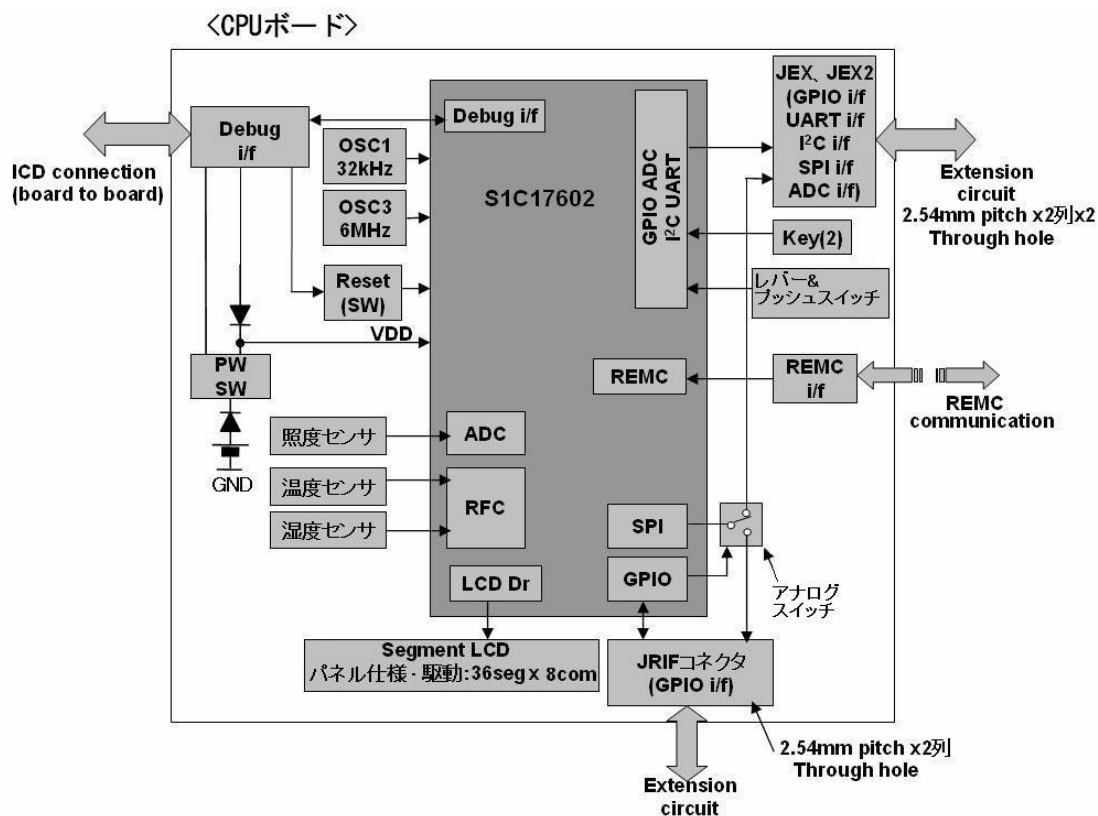 <CPUボード>
ICD connection
(board to board)
Debug
i/f
OSC1
32kHz
OSC3
6MHz
Reset
(SW)
VDD
PW
SW
GND
照度センサ
温度センサ
湿度センサ
Debug i/f
S1C17602
GPIO ADC
I²C UART
REMC
ADC
RFC
SPI
GPIO
LCD Dr
Segment LCD
パネル仕様・駆動:36seg x 8com
JEX、JEX2
(GPIO i/f
UART i/f
I²C i/f
SPI i/f
ADC i/f)
Extension
circuit
2.54mm pitch x2列x2
Through hole
Key(2)
レバー&
プッシュスイッチ
REMC
i/f
REMC
communication
アナログ
スイッチ
JRIFコネクタ
(GPIO i/f)
2.54mm pitch x2列
Through hole
Extension
circuit